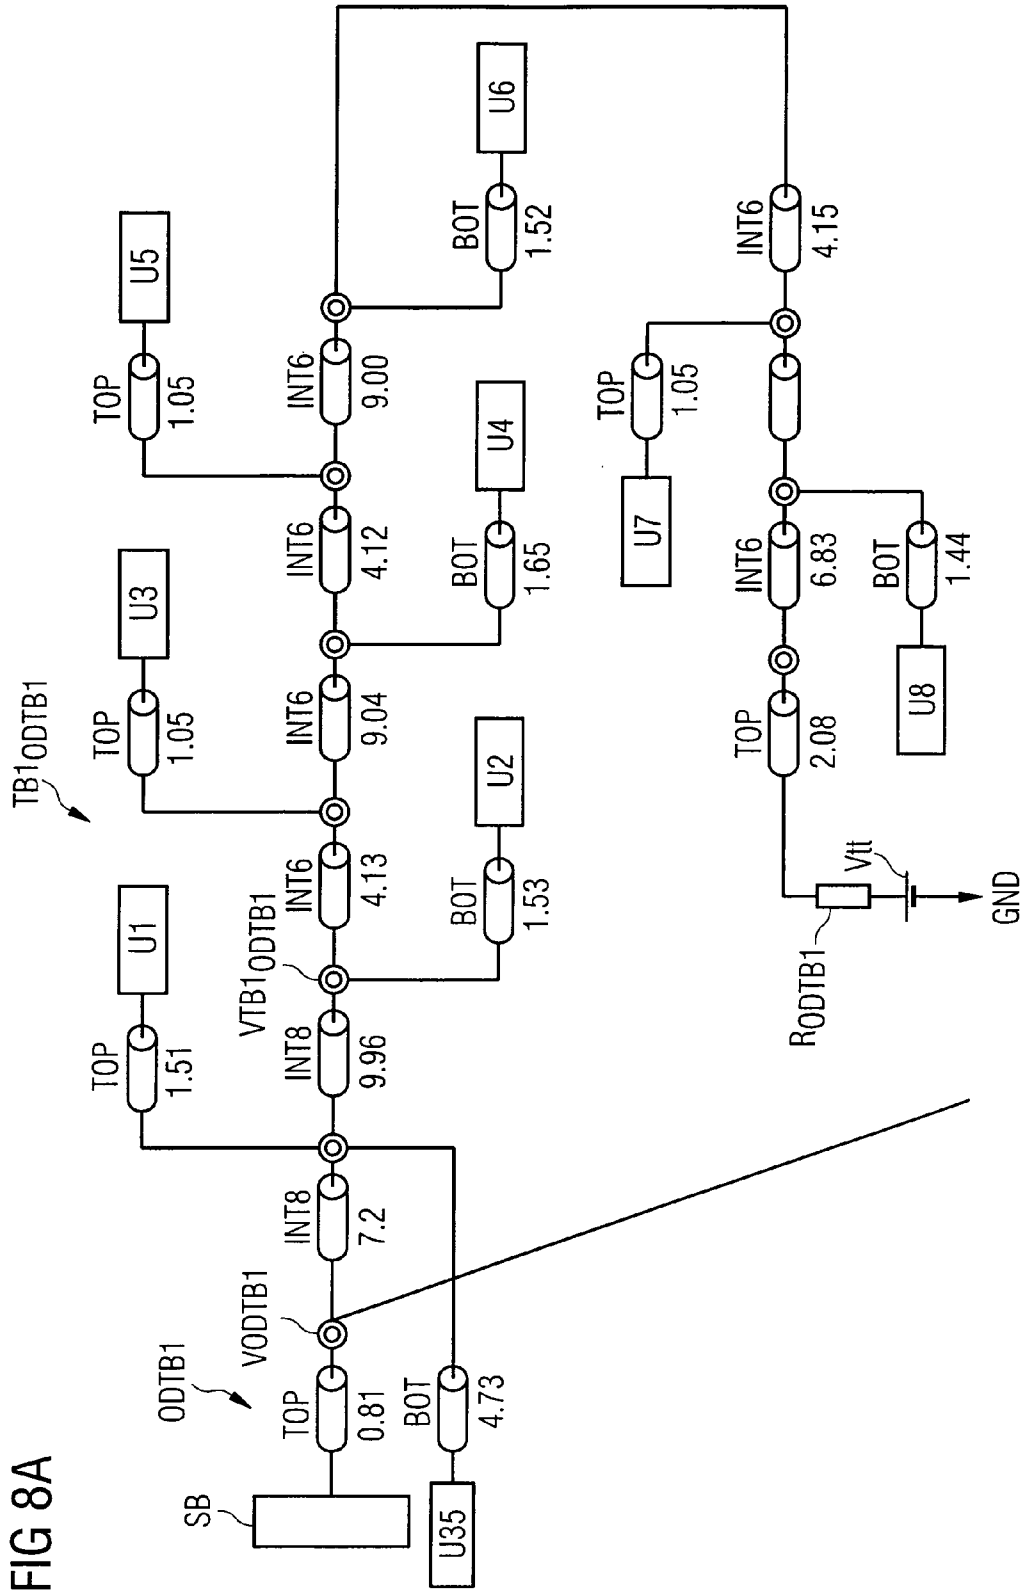 FIG 8A
SB
ODTB1
TOP
0.81
VODTB1
INT8
7.2
U35
BOT
4.73
TOP
1.51
U1
INT8
9.96
VTB1ODTB1
BOT
1.53
U2
TB1ODTB1
INT6
4.13
TOP
1.05
U3
INT6
9.04
BOT
1.65
U4
INT6
4.12
TOP
1.05
U5
INT6
9.00
BOT
1.52
U6
INT6
4.15
TOP
1.05
U7
INT6
6.83
BOT
1.44
U8
TOP
2.08
RODTB1
Vtt
GND